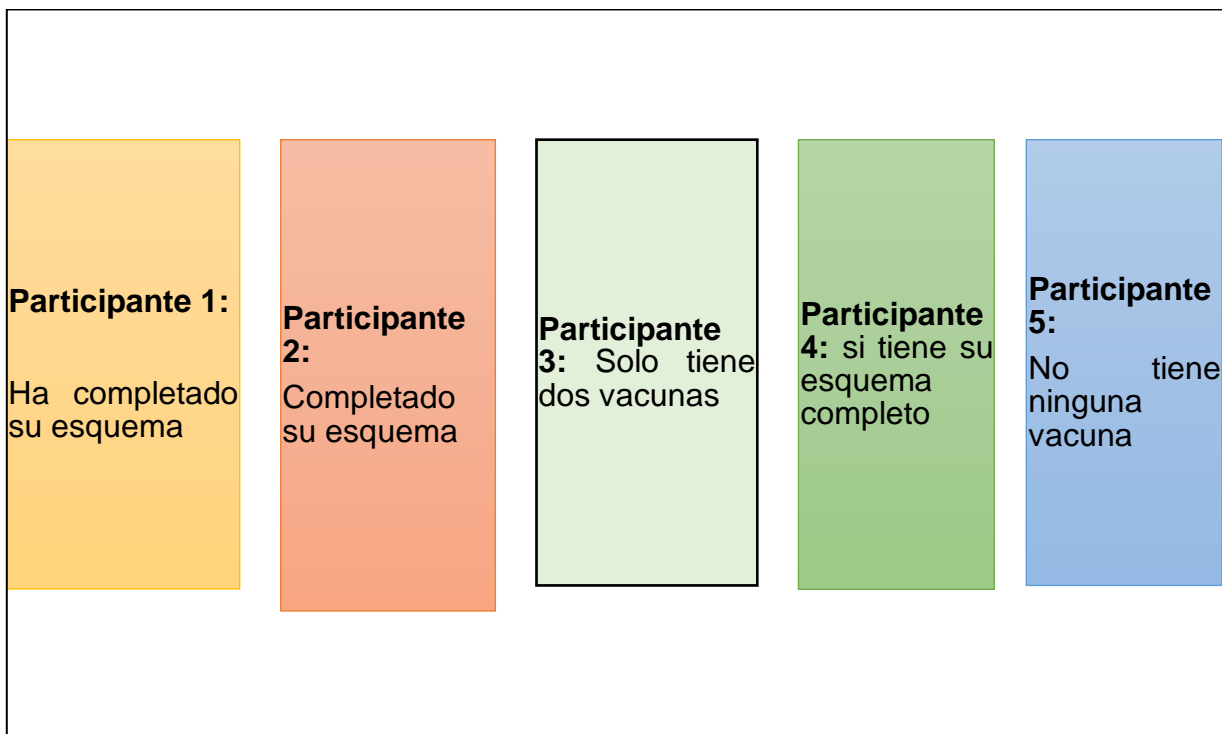 Participante 1:
Ha completado
su esquema
Participante
2:
Completado
su esquema
Participante
3: Solo tiene
dos vacunas
Participante
4: si tiene su
esquema
completo
Participante
5:
No tiene
ninguna
vacuna